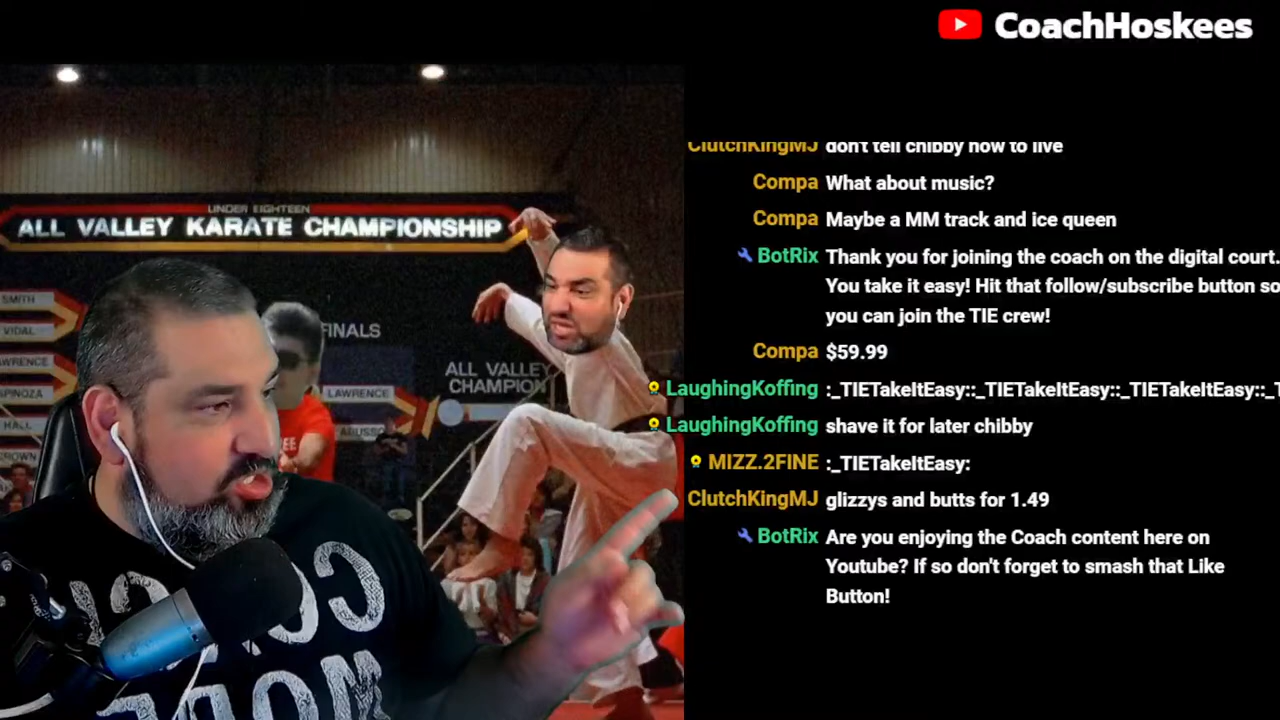 CoachHoskees
ClutchKingMJ don't tell chibby how to live
Compa What about music?
Compa Maybe a MM track and ice queen
BotRix Thank you for joining the coach on the digital court.
You take it easy! Hit that follow/subscribe button so
you can join the TIE crew!
Compa $59.99
LaughingKoffing :_TIETakeItEasy::_TIETakeItEasy::_TIETakeItEasy::_T
LaughingKoffing shave it for later chibby
MIZZ.2FINE :_TIETakeItEasy:
ClutchKingMJ glizzys and butts for 1.49
BotRix Are you enjoying the Coach content here on
Youtube? If so don't forget to smash that Like
Button!
UNDER EIGHTEEN
ALL VALLEY KARATE CHAMPIONSHIP
SMITH
VIDAL
LAWRENCE
SPINOZA
HALL
FINALS
ALL VALLEY
CHAMPION
LAWRENCE
COACH
MODE